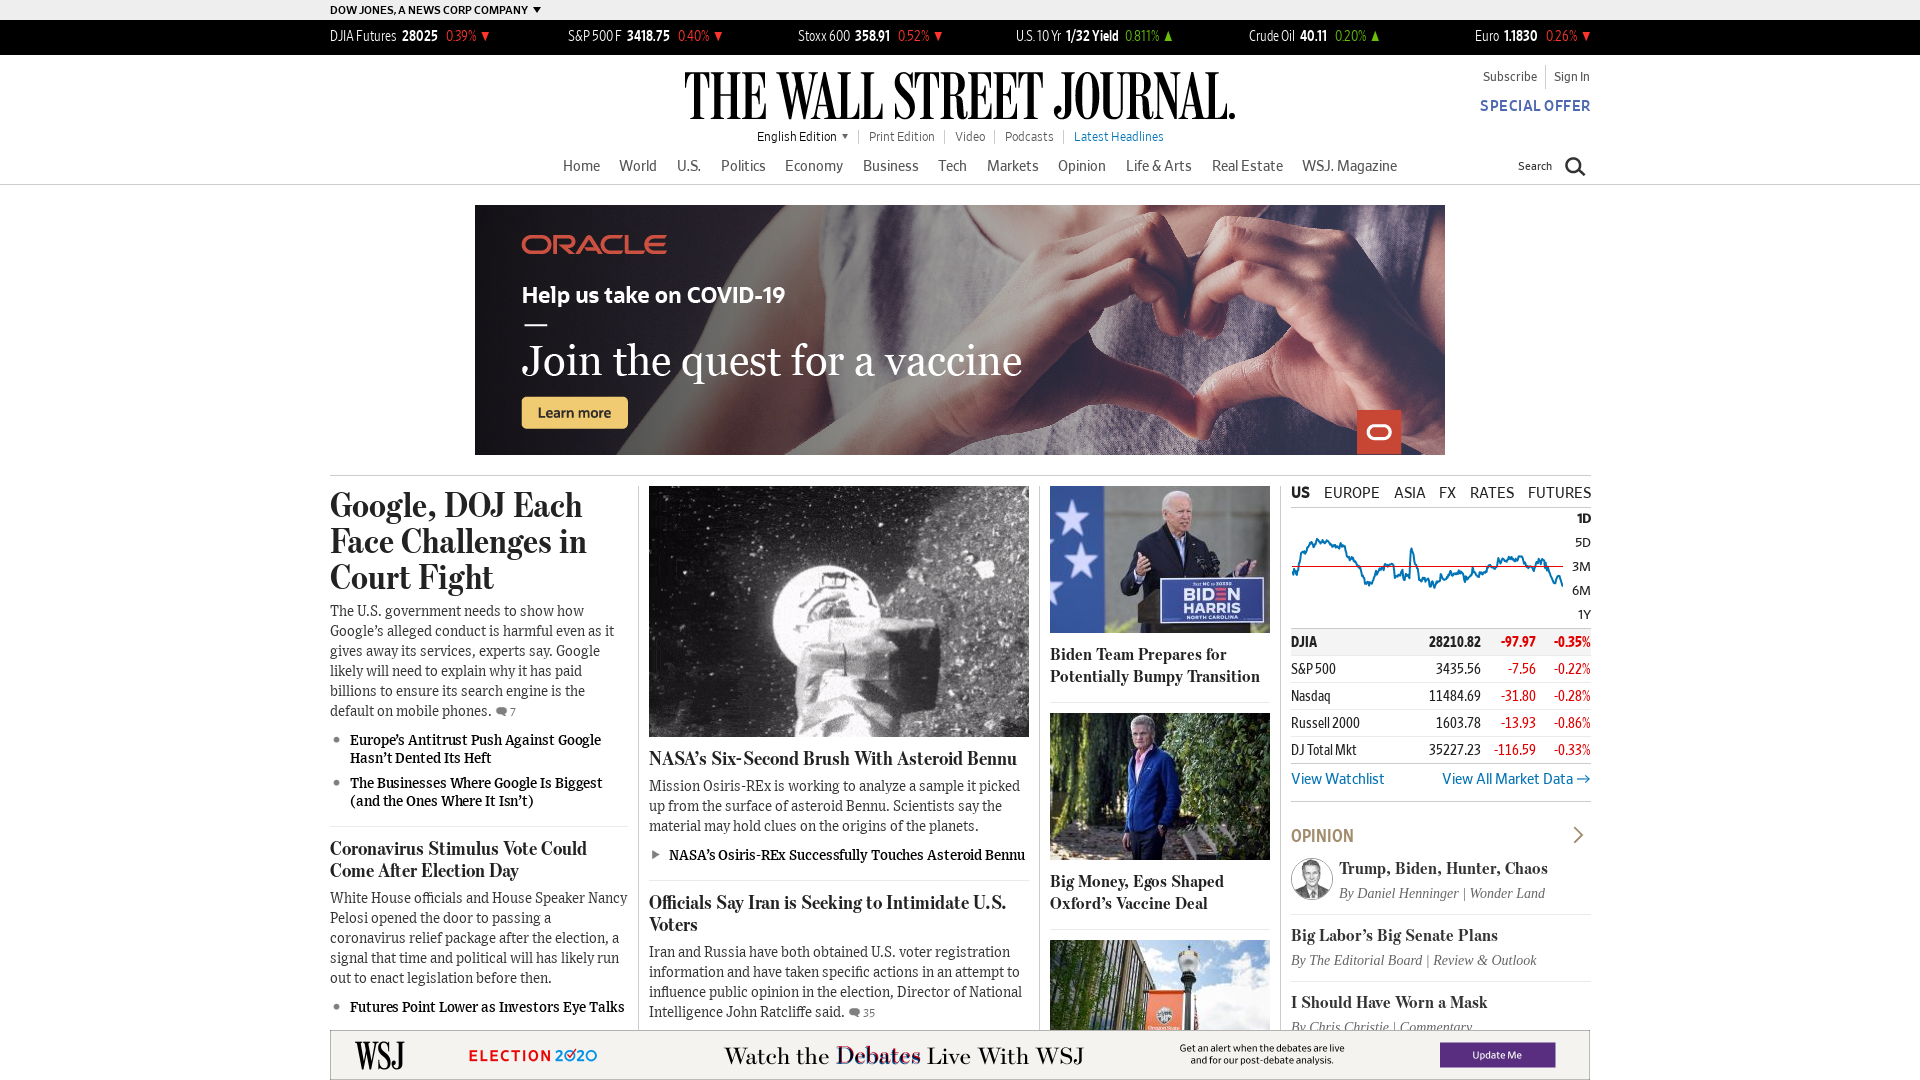 DOW JONES, A NEWS CORP COMPANY
DJIA Futures 28025 0.39% S&P 500 F 3418.75 0.40% Stoxx 600 358.91 0.52% U.S. 10 Yr 1/32 Yield 0.811% Crude Oil 40.11 0.20% Euro 1.1830 0.26%
THE WALL STREET JOURNAL.
Subscribe Sign In
SPECIAL OFFER
English Edition Print Edition Video Podcasts Latest Headlines
Home World U.S. Politics Economy Business Tech Markets Opinion Life & Arts Real Estate WSJ. Magazine Search
ORACLE
Help us take on COVID-19
Join the quest for a vaccine
Learn more
Google, DOJ Each
Face Challenges in
Court Fight
The U.S. government needs to show how
Google’s alleged conduct is harmful even as it
gives away its services, experts say. Google
likely will need to explain why it has paid
billions to ensure its search engine is the
default on mobile phones. 7
Europe’s Antitrust Push Against Google
Hasn’t Dented Its Heft
The Businesses Where Google Is Biggest
(and the Ones Where It Isn’t)
Coronavirus Stimulus Vote Could
Come After Election Day
White House officials and House Speaker Nancy
Pelosi opened the door to passing a
coronavirus relief package after the election, a
signal that time and political will has likely run
out to enact legislation before then.
Futures Point Lower as Investors Eye Talks
NASA’s Six-Second Brush With Asteroid Bennu
Mission Osiris-REx is working to analyze a sample it picked
up from the surface of asteroid Bennu. Scientists say the
material may hold clues on the origins of the planets.
NASA’s Osiris-REx Successfully Touches Asteroid Bennu
Officials Say Iran is Seeking to Intimidate U.S.
Voters
Iran and Russia have both obtained U.S. voter registration
information and have taken specific actions in an attempt to
influence public opinion in the election, Director of National
Intelligence John Ratcliffe said. 35
Text NC to 30330
BIDEN
HARRIS
NORTH CAROLINA
Biden Team Prepares for
Potentially Bumpy Transition
Big Money, Egos Shaped
Oxford’s Vaccine Deal
Oregon State
US EUROPE ASIA FX RATES FUTURES
1D
5D
3M
6M
1Y
DJIA 28210.82 -97.97 -0.35%
S&P 500 3435.56 -7.56 -0.22%
Nasdaq 11484.69 -31.80 -0.28%
Russell 2000 1603.78 -13.93 -0.86%
DJ Total Mkt 35227.23 -116.59 -0.33%
View Watchlist View All Market Data
OPINION
Trump, Biden, Hunter, Chaos
By Daniel Henninger | Wonder Land
Big Labor’s Big Senate Plans
By The Editorial Board | Review & Outlook
I Should Have Worn a Mask
By Chris Christie | Commentary
WSJ ELECTION 2020 Watch the Debates Live With WSJ
Get an alert when the debates are live
and for our post-debate analysis.
Update Me